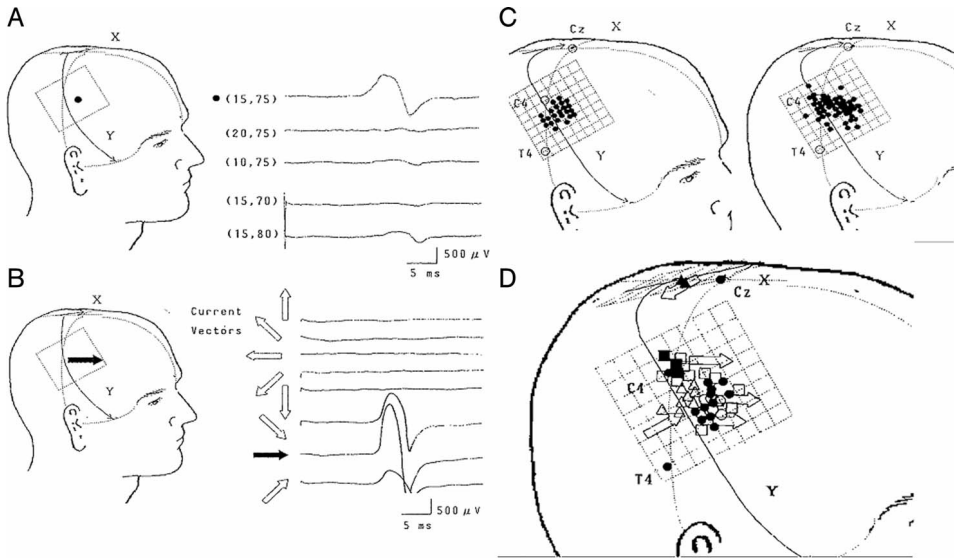 A
X
Y
(15,75)
(20,75)
(10,75)
(15,70)
(15,80)
500 μV
5 ms
B
X
Y
Current
Vectors
500 μV
5 ms
C
Cz
X
C4
T4
Y
Cz
X
C4
T4
Y
D
Cz
X
C4
T4
Y